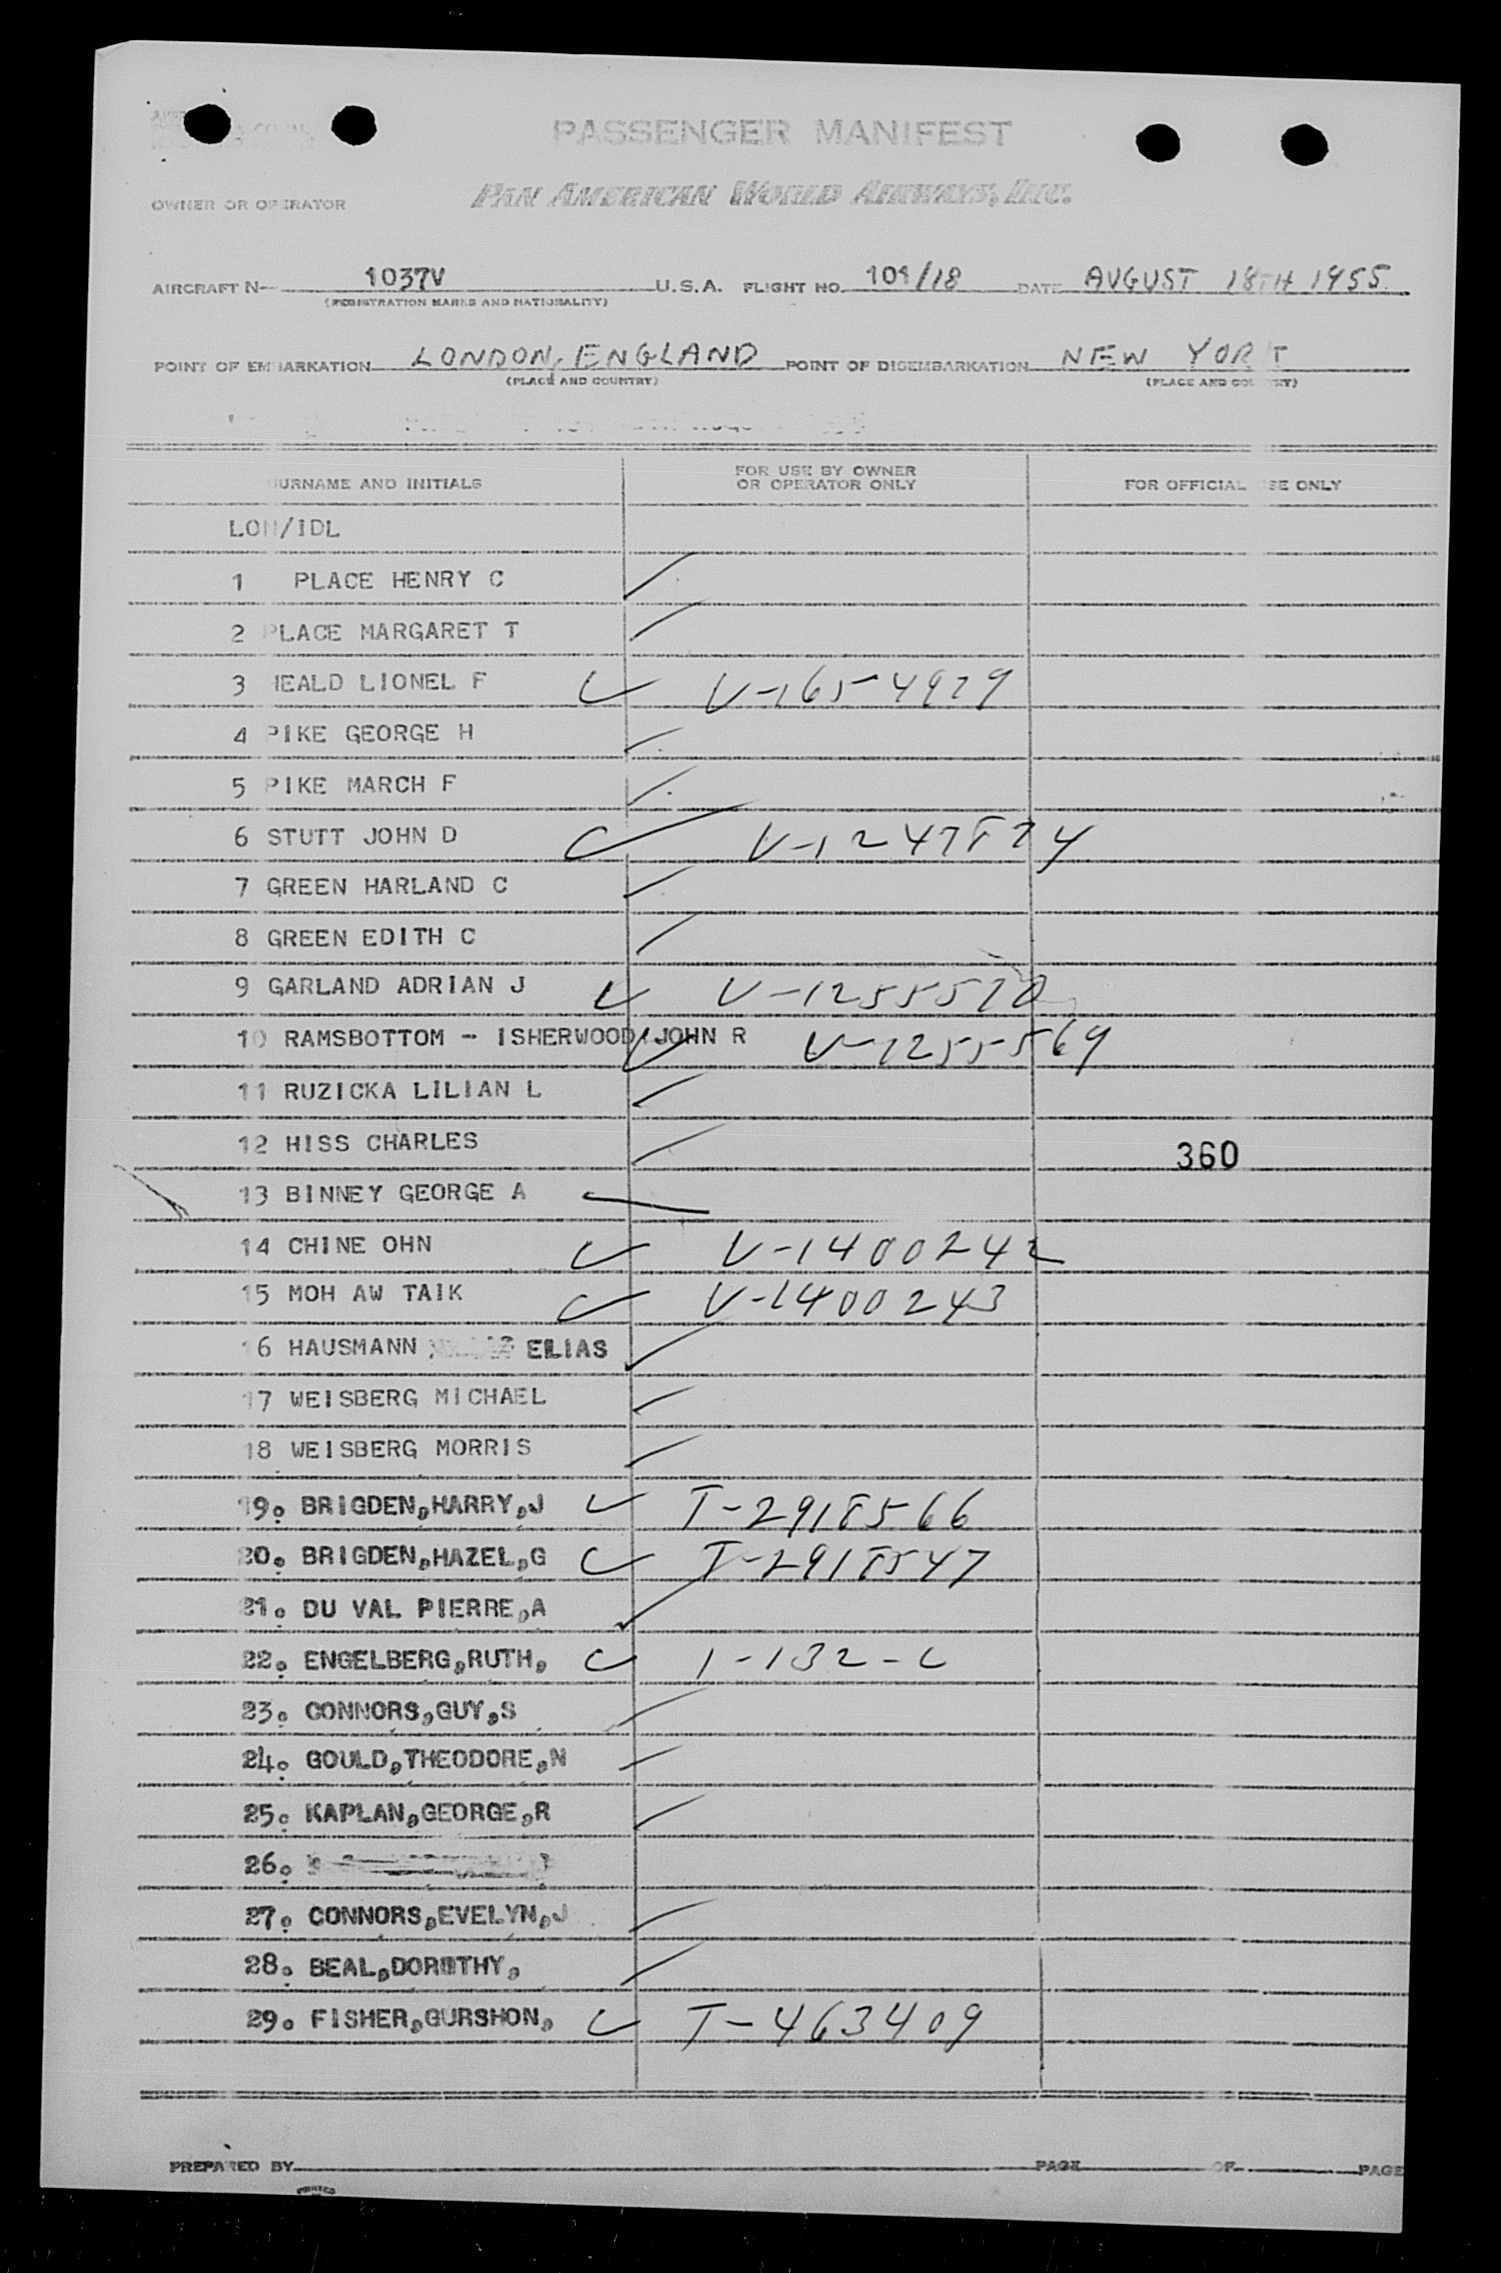 PASSENGER MANIFEST
OWNER OR OPERATOR PAN AMERICAN WORLD AIRWAYS, INC.
AIRCRAFT N- 1037V U.S.A. FLIGHT NO. 101/18 DATE AUGUST 18TH 1955
(REGISTRATION MARKS AND NATIONALITY)
POINT OF EMBARKATION LONDON, ENGLAND POINT OF DISEMBARKATION NEW
(PLACE AND COUNTRY) (PLACE AND COUNTRY)
SURNAME AND INITIALS FOR USE BY OWNER OR OPERATOR ONLY FOR OFFICIAL USE ONLY
LON/IDL
1 PLACE HENRY C
2 PLACE MARGARET T
3 HEALD LIONEL F V-1654929
4 PIKE GEORGE H
5 PIKE MARCH F
6 STUTT JOHN D V-1247874
7 GREEN HARLAND C
8 GREEN EDITH C
9 GARLAND ADRIAN J V-1255570
10 RAMSBOTTOM - ISHERWOOD JOHN R V-1255569
11 RUZICKA LILIAN L
12 HISS CHARLES 360
13 BINNEY GEORGE A
14 CHINE OHN V-1400242
15 MOH AW TAIK V-1400243
16 HAUSMANN ELIAS
17 WEISBERG MICHAEL
18 WEISBERG MORRIS
19. BRIGDEN,HARRY,J T-2918566
20. BRIGDEN,HAZEL,G T-2918547
21. DU VAL PIERRE,A
22. ENGELBERG,RUTH, 1-132-C
23. CONNORS,GUY,S
24. GOULD,THEODORE,N
25. KAPLAN,GEORGE,R
26.
27. CONNORS,EVELYN,J
28. BEAL,DOROTHY,
29. FISHER,GURSHON, T-463409
PREPARED BY PAGE OF PAGE